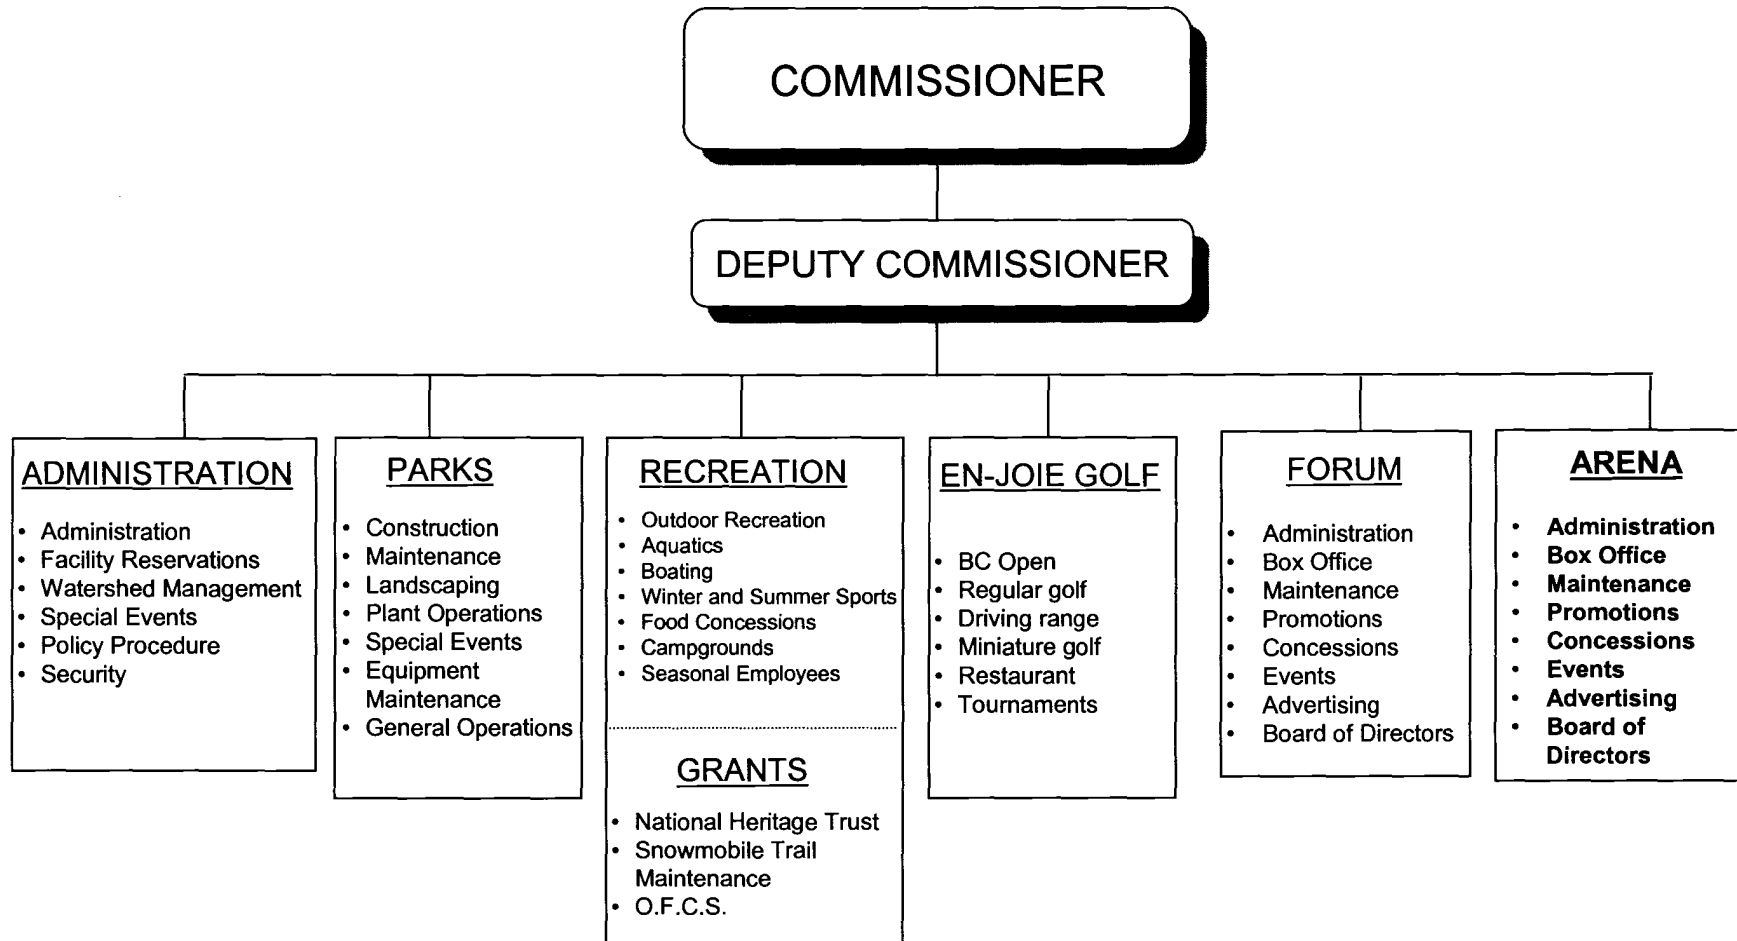 COMMISSIONER
DEPUTY COMMISSIONER
ADMINISTRATION
• Administration
• Facility Reservations
• Watershed Management
• Special Events
• Policy Procedure
• Security
PARKS
• Construction
• Maintenance
• Landscaping
• Plant Operations
• Special Events
• Equipment
Maintenance
• General Operations
RECREATION
• Outdoor Recreation
• Aquatics
• Boating
• Winter and Summer Sports
• Food Concessions
• Campgrounds
• Seasonal Employees
GRANTS
• National Heritage Trust
• Snowmobile Trail
Maintenance
• O.F.C.S.
EN-JOIE GOLF
• BC Open
• Regular golf
• Driving range
• Miniature golf
• Restaurant
• Tournaments
FORUM
• Administration
• Box Office
• Maintenance
• Promotions
• Concessions
• Events
• Advertising
• Board of Directors
ARENA
• Administration
• Box Office
• Maintenance
• Promotions
• Concessions
• Events
• Advertising
• Board of
Directors